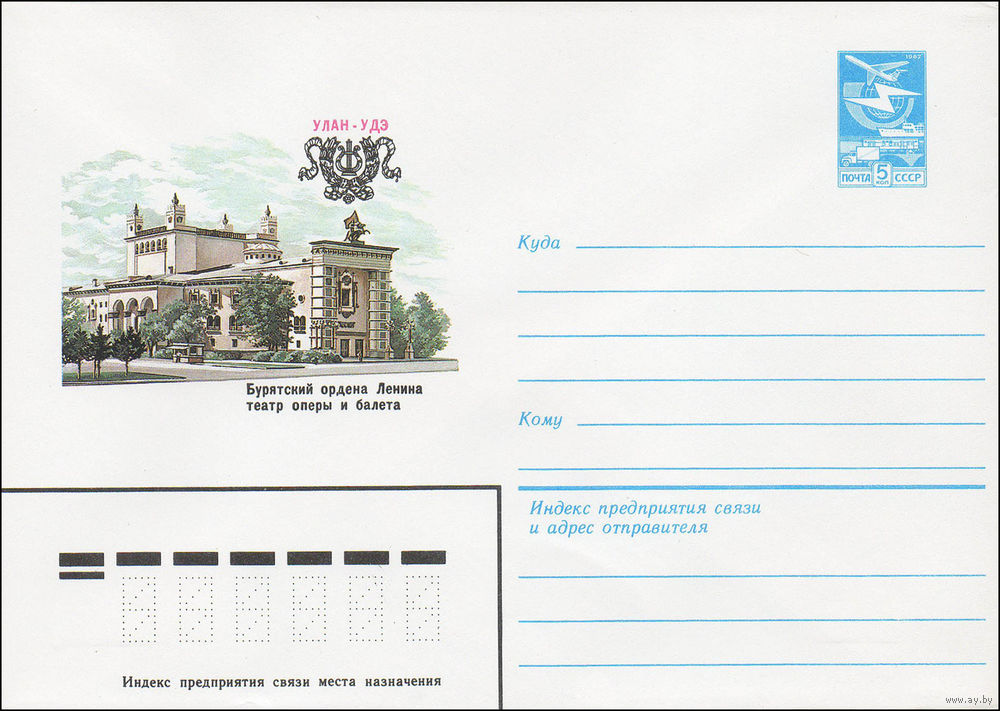 УЛАН-УДЭ
Бурятский ордена Ленина
театр оперы и балета
1982
ПОЧТА 5 КОП СССР
Куда
Кому
Индекс предприятия связи
и адрес отправителя
Индекс предприятия связи места назначения
www.ay.by